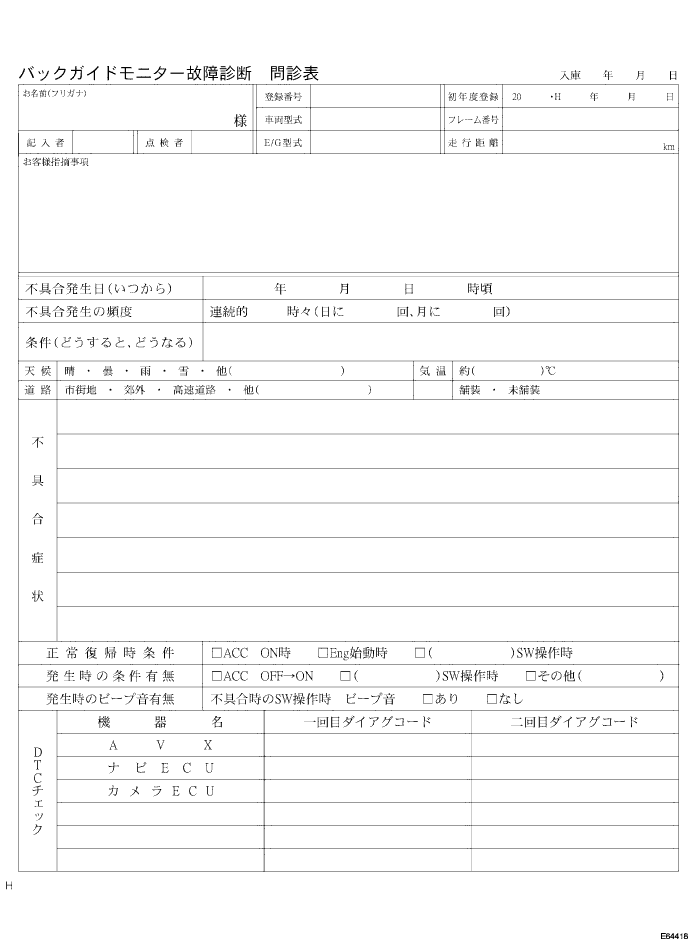 バックガイドモニター故障診断 問診表 入庫 年 月 日
お名前(フリガナ) 登録番号 初年度登録 20 ・H 年 月 日
様 車両型式 フレーム番号
記入者 点検者 E/G型式 走行距離 km
お客様指摘事項
不具合発生日(いつから) 年 月 日 時頃
不具合発生の頻度 連続的 時々(日に 回、月に 回)
条件(どうすると、どうなる)
天候 晴 ・ 曇 ・ 雨 ・ 雪 ・ 他( ) 気温 約( )℃
道路 市街地 ・ 郊外 ・ 高速道路 ・ 他( ) 舗装 ・ 未舗装
不具合症状
正常復帰時条件 □ACC ON時 □Eng始動時 □( )SW操作時
発生時の条件有無 □ACC OFF→ON □( )SW操作時 □その他( )
発生時のビープ音有無 不具合時のSW操作時 ビープ音 □あり □なし
DTCチェック
機器名 一回目ダイアグコード 二回目ダイアグコード
AVX
ナビECU
カメラECU
H
E64418